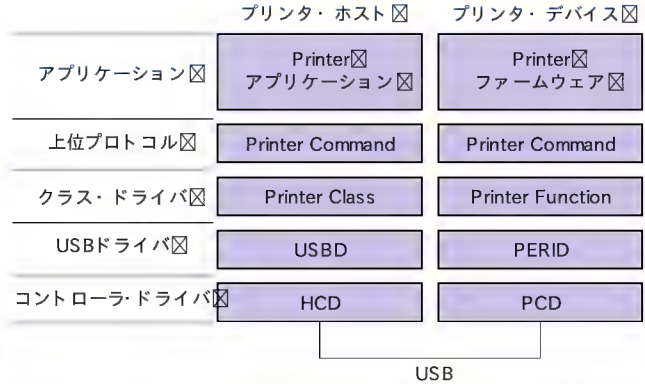 プリンタ・ホスト☒ プリンタ・デバイス☒
アプリケーション☒
Printer☒
アプリケーション☒
Printer☒
ファームウェア☒
上位プロトコル☒ Printer Command Printer Command
クラス・ドライバ☒ Printer Class Printer Function
USBドライバ☒ USBD PERID
コントローラ・ドライバ☒ HCD PCD
USB